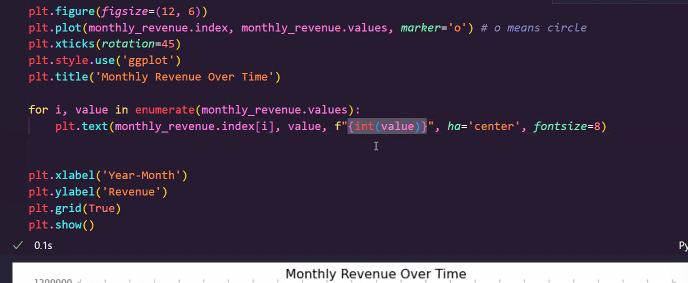 plt.figure(figsize=(12, 6))
plt.plot(monthly_revenue.index, monthly_revenue.values, marker='o') # o means circle
plt.xticks(rotation=45)
plt.style.use('ggplot')
plt.title('Monthly Revenue Over Time')
for i, value in enumerate(monthly_revenue.values):
    plt.text(monthly_revenue.index[i], value, f"{int(value)}", ha='center', fontsize=8)
plt.xlabel('Year-Month')
plt.ylabel('Revenue')
plt.grid(True)
plt.show()
✓ 0.1s
Py
Monthly Revenue Over Time
1200000